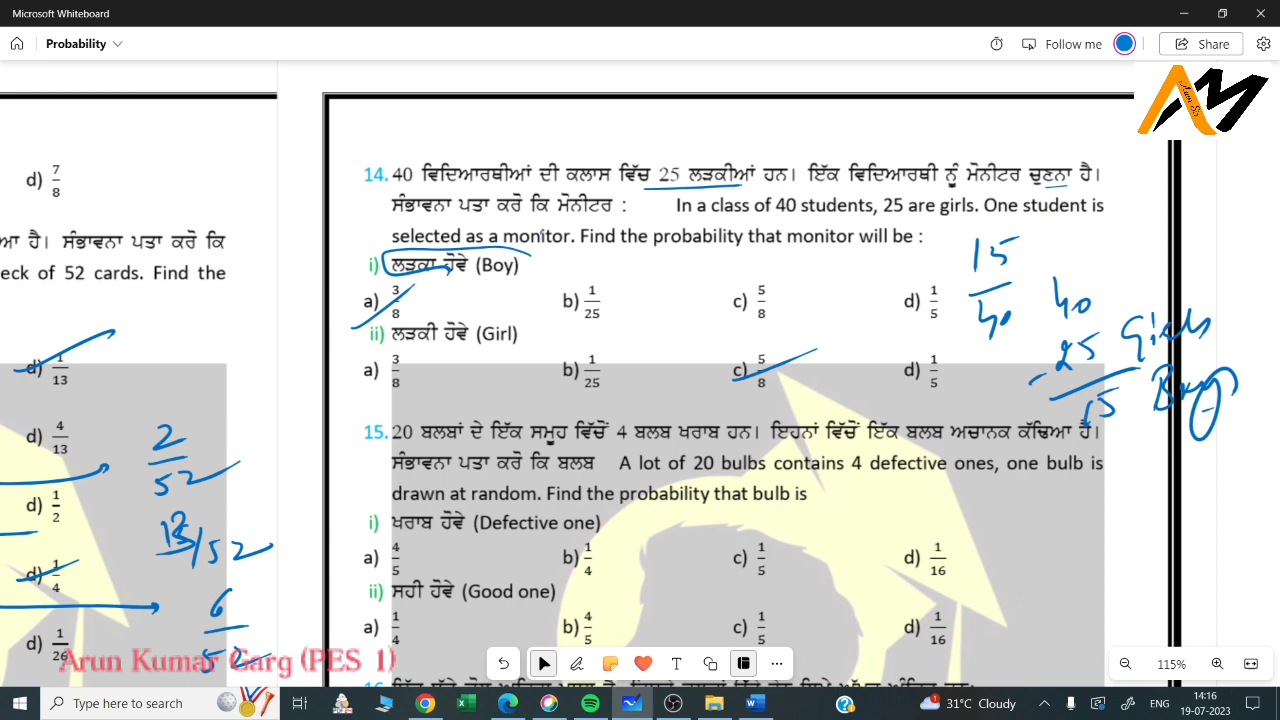 Microsoft Whiteboard
Probability
Follow me
Share
Arun Sir
AM
d) 7/8
ਆ ਹੈ। ਸੰਭਾਵਨਾ ਪਤਾ ਕਰੋ ਕਿ
eck of 52 cards. Find the
d) 1/13
d) 4/13
d) 1/2
d) 1/4
d) 1/26
2/52
13/52
6/52
14. 40 ਵਿਦਿਆਰਥੀਆਂ ਦੀ ਕਲਾਸ ਵਿੱਚ 25 ਲੜਕੀਆਂ ਹਨ। ਇੱਕ ਵਿਦਿਆਰਥੀ ਨੂੰ ਮੋਨੀਟਰ ਚੁਣਨਾ ਹੈ।
ਸੰਭਾਵਨਾ ਪਤਾ ਕਰੋ ਕਿ ਮੋਨੀਟਰ : In a class of 40 students, 25 are girls. One student is
selected as a monitor. Find the probability that monitor will be :
i) ਲੜਕਾ ਹੋਵੇ (Boy)
a) 3/8 b) 1/25 c) 5/8 d) 1/5
ii) ਲੜਕੀ ਹੋਵੇ (Girl)
a) 3/8 b) 1/25 c) 5/8 d) 1/5
15/40
40
- 25 Girls
15 Boys
15. 20 ਬਲਬਾਂ ਦੇ ਇੱਕ ਸਮੂਹ ਵਿੱਚੋਂ 4 ਬਲਬ ਖਰਾਬ ਹਨ। ਇਹਨਾਂ ਵਿੱਚੋਂ ਇੱਕ ਬਲਬ ਅਚਾਨਕ ਕੱਢਿਆ ਹੈ।
ਸੰਭਾਵਨਾ ਪਤਾ ਕਰੋ ਕਿ ਬਲਬ A lot of 20 bulbs contains 4 defective ones, one bulb is
drawn at random. Find the probability that bulb is
i) ਖਰਾਬ ਹੋਵੇ (Defective one)
a) 4/5 b) 1/4 c) 1/5 d) 1/16
ii) ਸਹੀ ਹੋਵੇ (Good one)
a) 1/4 b) 4/5 c) 1/5 d) 1/16
Arun Kumar Garg (PES 1)
115%
Type here to search
31°C Cloudy
ENG
14:16
19-07-2023